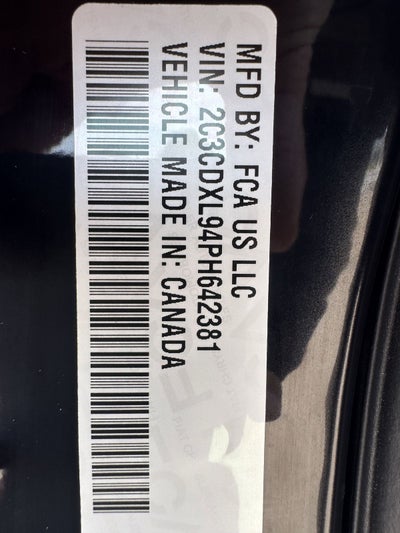 MFD BY: FCA US LLC
VIN: 2C3CDXL94PH642381
VEHICLE MADE IN: CANADA